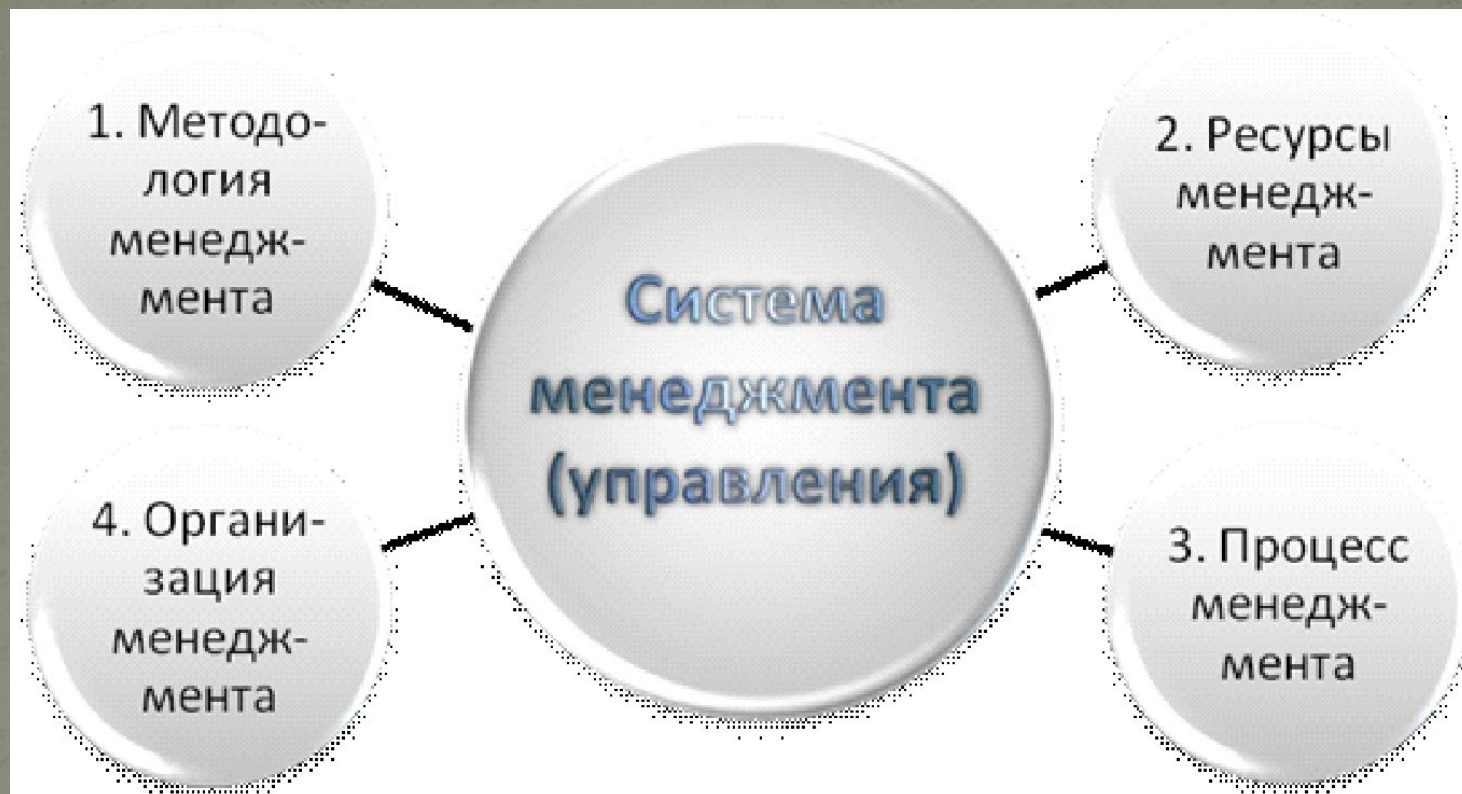 1. Методо-
логия
менедж-
мента
2. Ресурсы
менедж-
мента
Система
менеджмента
(управления)
4. Органи-
зация
менедж-
мента
3. Процесс
менедж-
мента